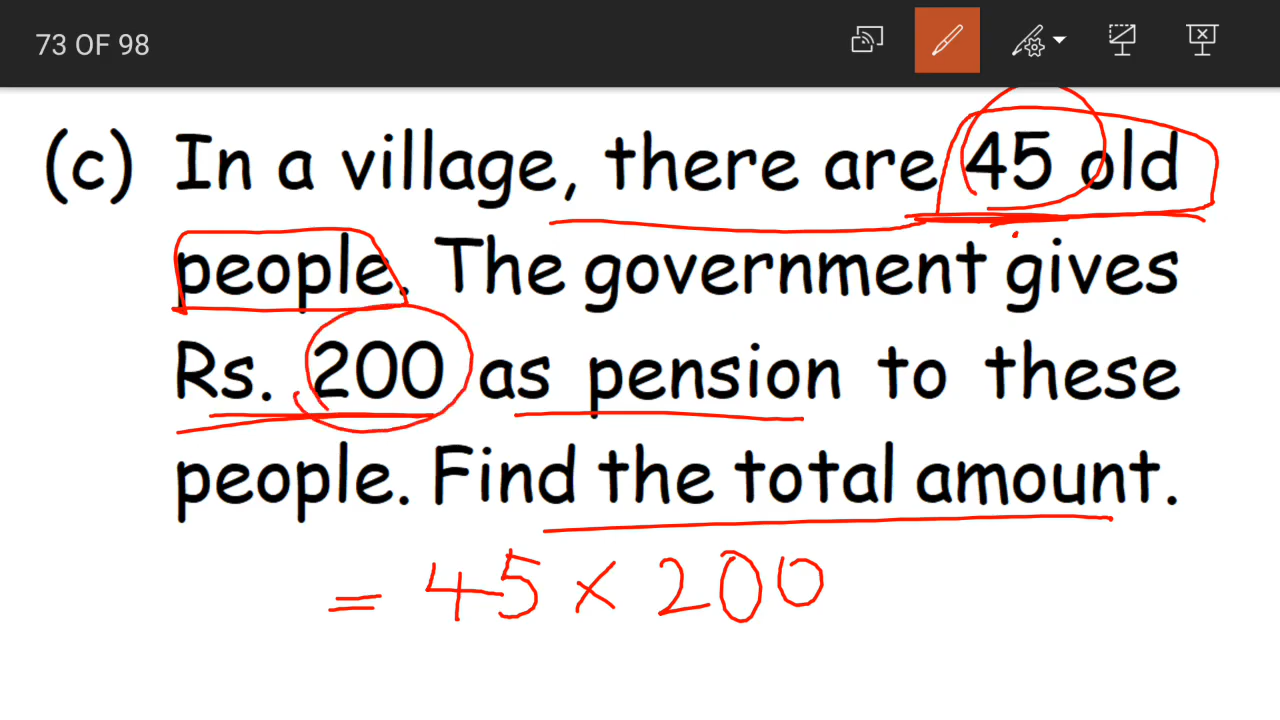 73 OF 98
(c) In a village, there are 45 old
people. The government gives
Rs. 200 as pension to these
people. Find the total amount.
= 45 × 200